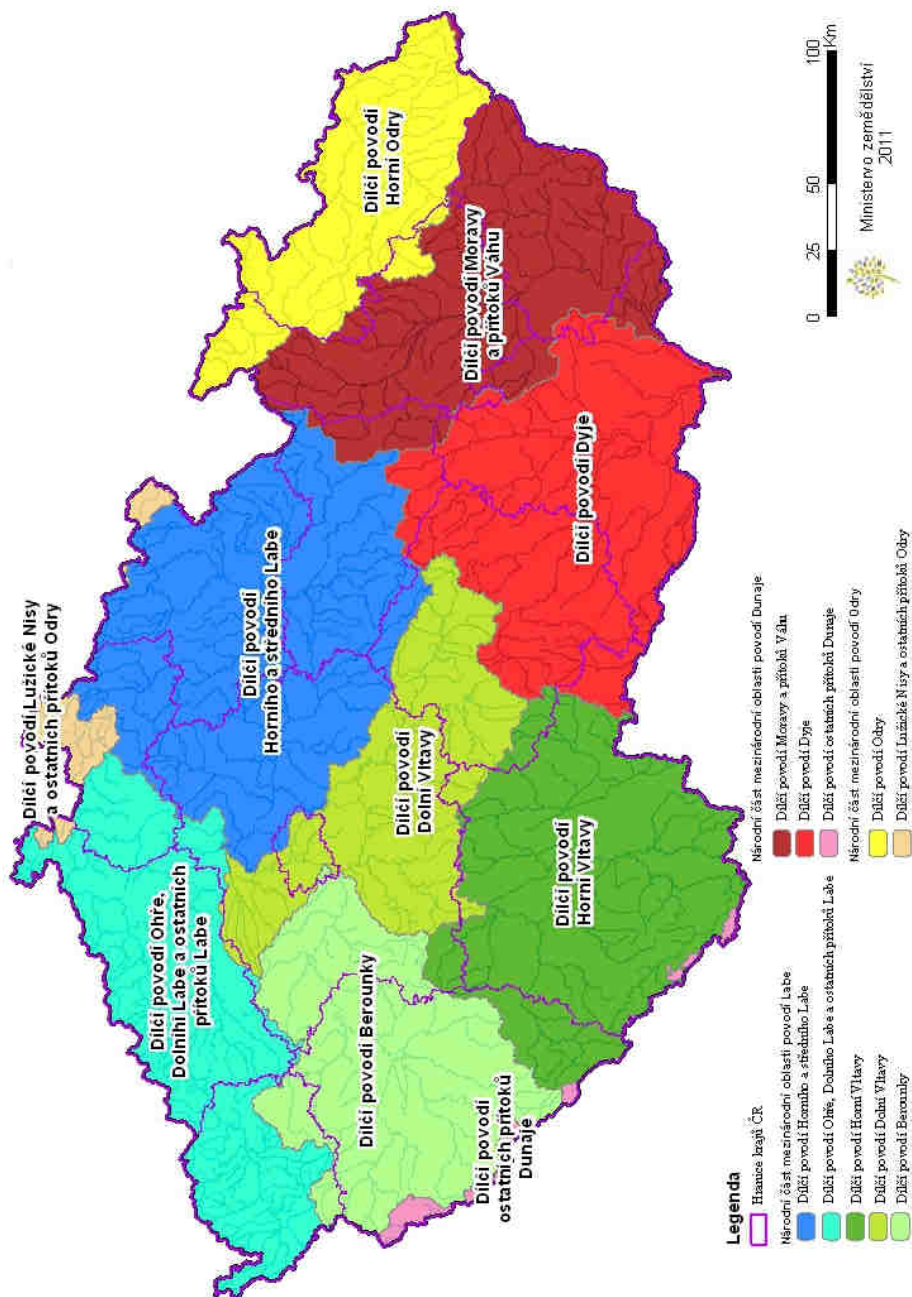 Dílčí povodí Lužické Nisy
a ostatních přítoků Odry
Dílčí povodí Ohře,
Dolního Labe a ostatních
přítoků Labe
Dílčí povodí
Horního a středního Labe
Dílčí povodí
Horní Odry
Dílčí povodí Berounky
Dílčí povodí
Dolní Vltavy
Dílčí povodí Moravy
a přítoků Váhu
Dílčí povodí
ostatních přítoků
Dunaje
Dílčí povodí
Horní Vltavy
Dílčí povodí Dyje
Legenda
Hranice krajů ČR
Národní část mezinárodní oblasti povodí Labe
Dílčí povodí Horního a středního Labe
Dílčí povodí Ohře, Dolního Labe a ostatních přítoků Labe
Dílčí povodí Horní Vltavy
Dílčí povodí Dolní Vltavy
Dílčí povodí Berounky
Národní část mezinárodní oblasti povodí Dunaje
Dílčí povodí Moravy a přítoků Váhu
Dílčí povodí Dyje
Dílčí povodí ostatních přítoků Dunaje
Národní část mezinárodní oblasti povodí Odry
Dílčí povodí Odry
Dílčí povodí Lužické Nisy a ostatních přítoků Odry
0 25 50 100
Km
Ministervo zemědělství
2011